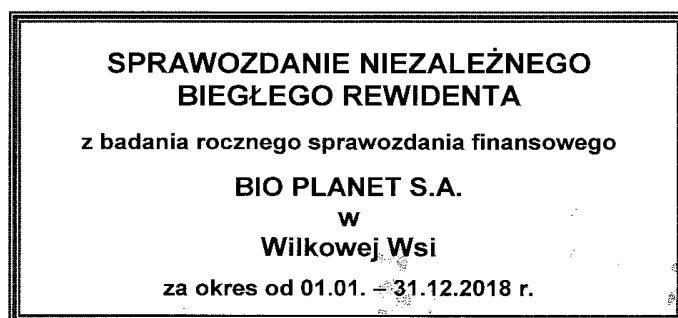 SPRAWOZDANIE NIEZALEŻNEGO
BIEGŁEGO REWIDENTA
z badania rocznego sprawozdania finansowego
BIO PLANET S.A.
w
Wilkowej Wsi
za okres od 01.01. – 31.12.2018 r.